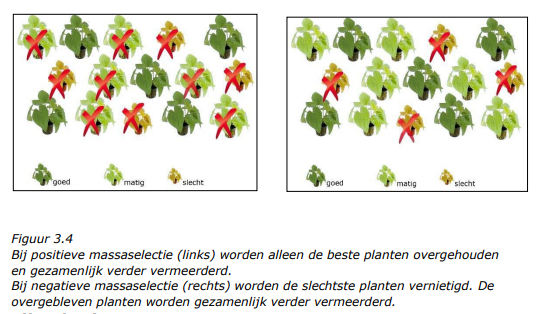 goed matig slecht
goed matig slecht
Figuur 3.4
Bij positieve massaselectie (links) worden alleen de beste planten overgehouden
en gezamenlijk verder vermeerderd.
Bij negatieve massaselectie (rechts) worden de slechtste planten vernietigd. De
overgebleven planten worden gezamenlijk verder vermeerderd.